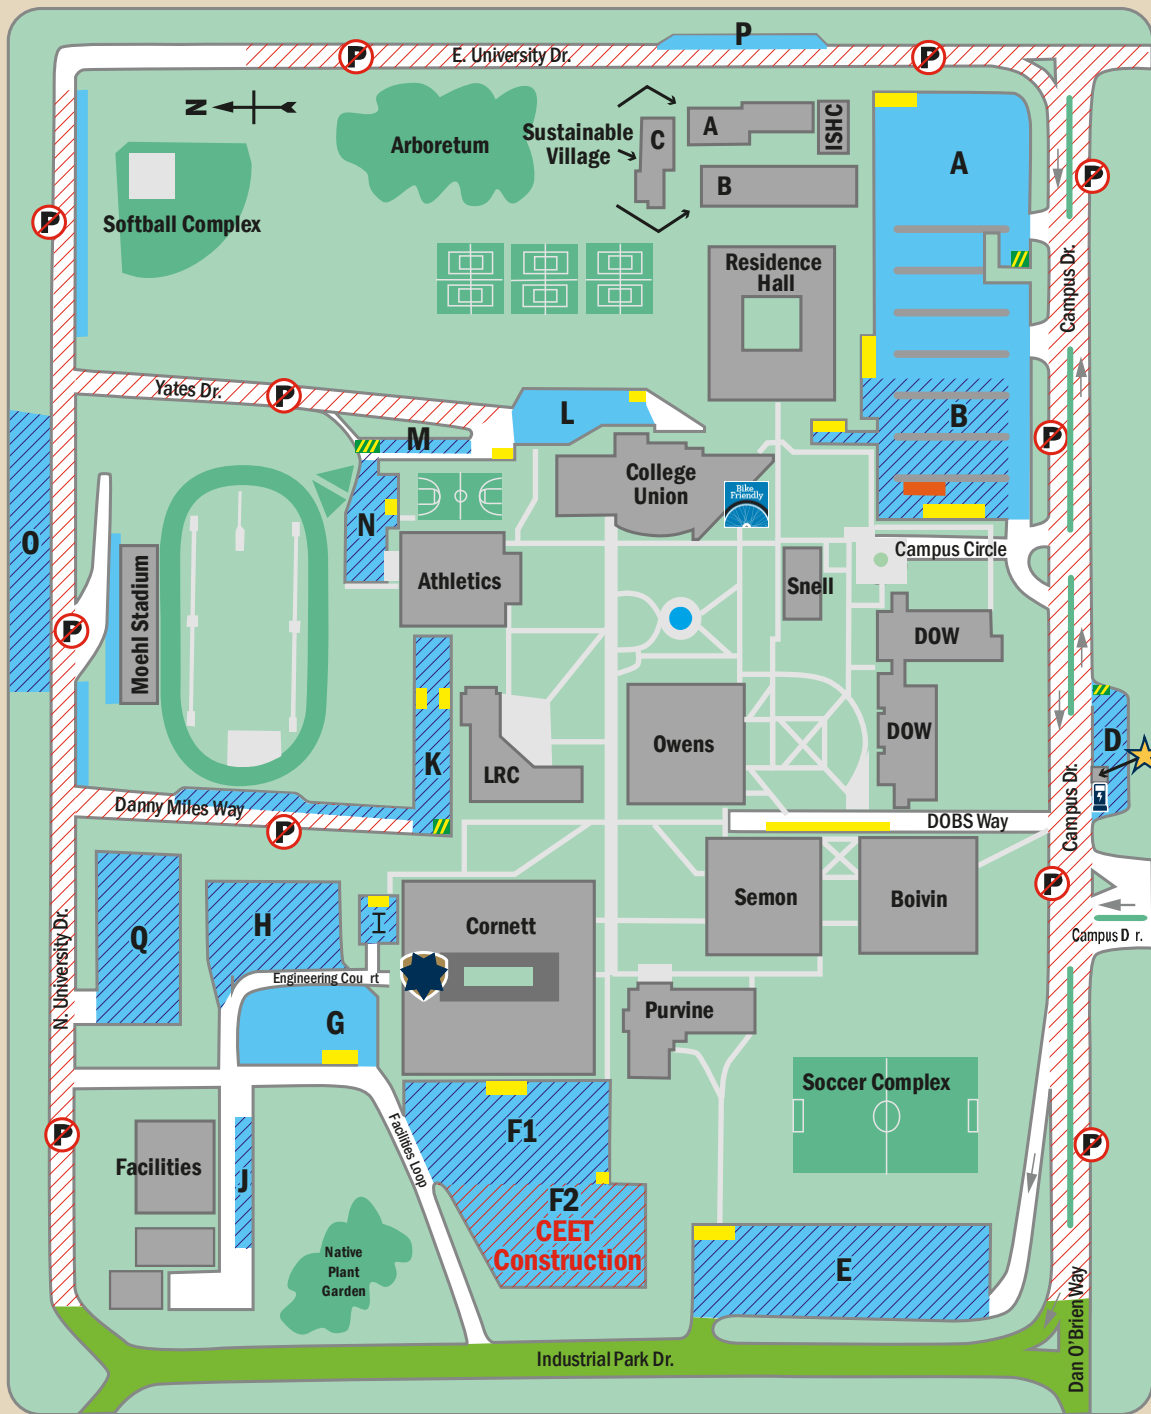 P
E. University Dr.
P
P
N
Arboretum
Sustainable
Village
C
A
ISHC
B
A
P
Softball Complex
P
Residence
Hall
Campus Dr.
Yates Dr.
P
L
M
B
P
College
Union
Bike
Friendly
N
O
Campus Circle
Athletics
Snell
Moehl Stadium
P
DOW
D
Owens
DOW
K
LRC
Campus Dr.
Danny Miles Way
P
DOBS Way
Semon
Boivin
P
Q
H
I
Cornett
Campus Dr.
N. University Dr.
Engineering Court
G
Purvine
Soccer Complex
P
F1
Facilities Loop
P
Facilities
J
F2
CEET
Construction
Native
Plant
Garden
E
Dan O'Brien Way
Industrial Park Dr.